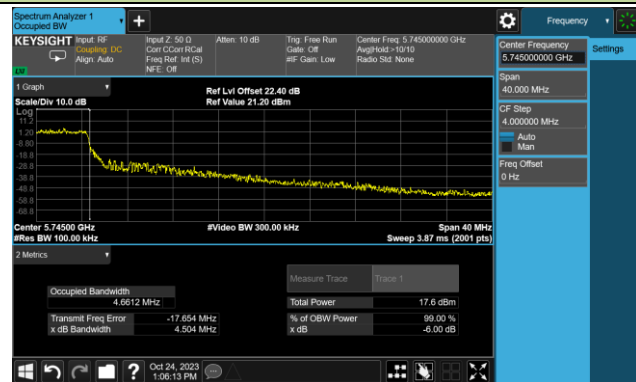 Spectrum Analyzer 1
Occupied BW
Frequency
KEYSIGHT
Input: RF
Coupling: DC
Align: Auto
Input Z: 50 Ω
Corr CCorr RCal
Freq Ref: Int (S)
NFE: Off
Atten: 10 dB
Trig: Free Run
Gate: Off
#IF Gain: Low
Center Freq: 5.745000000 GHz
Avg|Hold:>10/10
Radio Std: None
1 Graph
Scale/Div 10.0 dB
Ref Lvl Offset 22.40 dB
Ref Value 21.20 dBm
Log
11.2
1.20
-8.80
-18.8
-28.8
-38.8
-48.8
-58.8
-68.8
Center 5.74500 GHz
#Video BW 300.00 kHz
Span 40 MHz
#Res BW 100.00 kHz
Sweep 3.87 ms (2001 pts)
2 Metrics
Measure Trace
Trace 1
Occupied Bandwidth
4.6612 MHz
Total Power
17.6 dBm
Transmit Freq Error
-17.654 MHz
% of OBW Power
99.00 %
x dB Bandwidth
4.504 MHz
x dB
-6.00 dB
Center Frequency
5.745000000 GHz
Settings
Span
40.000 MHz
CF Step
4.000000 MHz
Auto
Man
Freq Offset
0 Hz
?
Oct 24, 2023
1:06:13 PM